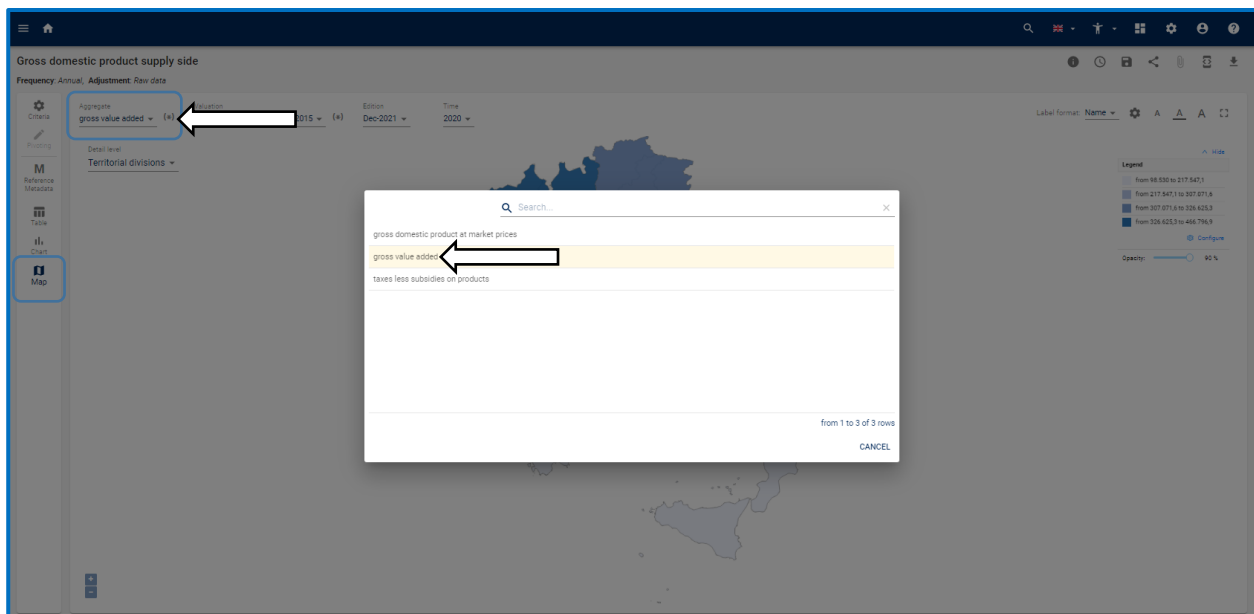 Gross domestic product supply side
Frequency: Annual, Adjustment: Raw data
Criteria
Pivoting
M
Reference
Metadata
Table
Chart
Map
Aggregate
gross value added {*}
Valuation
2015 {*}
Edition
Dec-2021
Time
2020
Label format: Name
A A A
Detail level
Territorial divisions
Hide
Legend
from 98.530 to 217.847,1
from 217.847,1 to 307.071,6
from 307.071,6 to 326.625,3
from 326.625,3 to 466.796,9
Configure
Opacity: 90 %
Search...
gross domestic product at market prices
gross value added
taxes less subsidies on products
from 1 to 3 of 3 rows
CANCEL
+
-